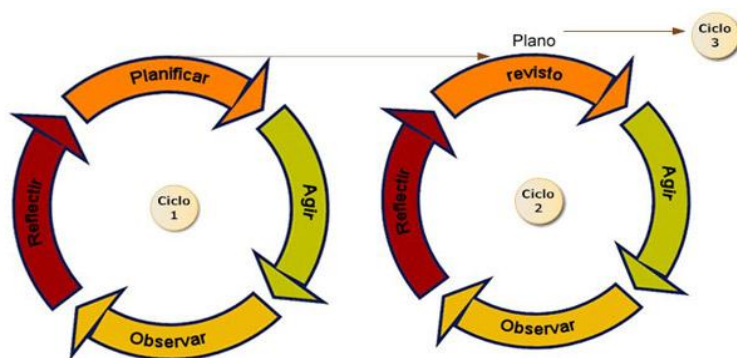 Planificar
Agir
Observar
Reflectir
Ciclo
1
Plano
revisto
Agir
Observar
Reflectir
Ciclo
2
Ciclo
3